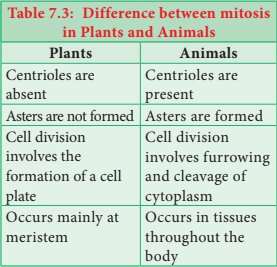 Table 7.3: Difference between mitosis
in Plants and Animals
Plants
Animals
Centrioles are
absent
Centrioles are
present
Asters are not formed
Asters are formed
Cell division
involves the
formation of a cell
plate
Cell division
involves furrowing
and cleavage of
cytoplasm
Occurs mainly at
meristem
Occurs in tissues
throughout the
body